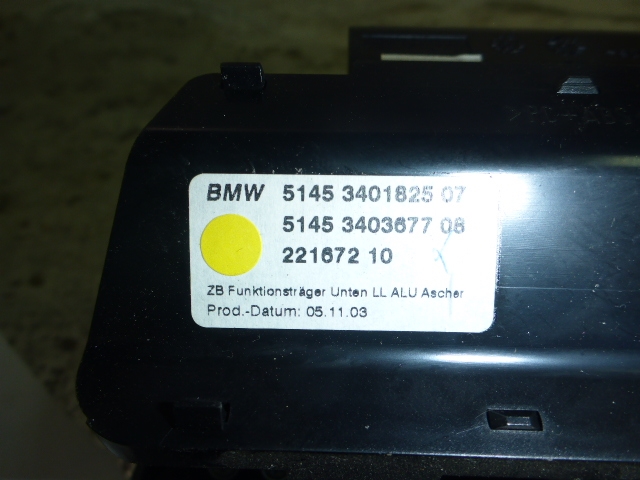 BMW 5145 3401825 07
5145 3403677 08
221672 10
ZB Funktionsträger Unten LL ALU Ascher
Prod.-Datum: 05.11.03